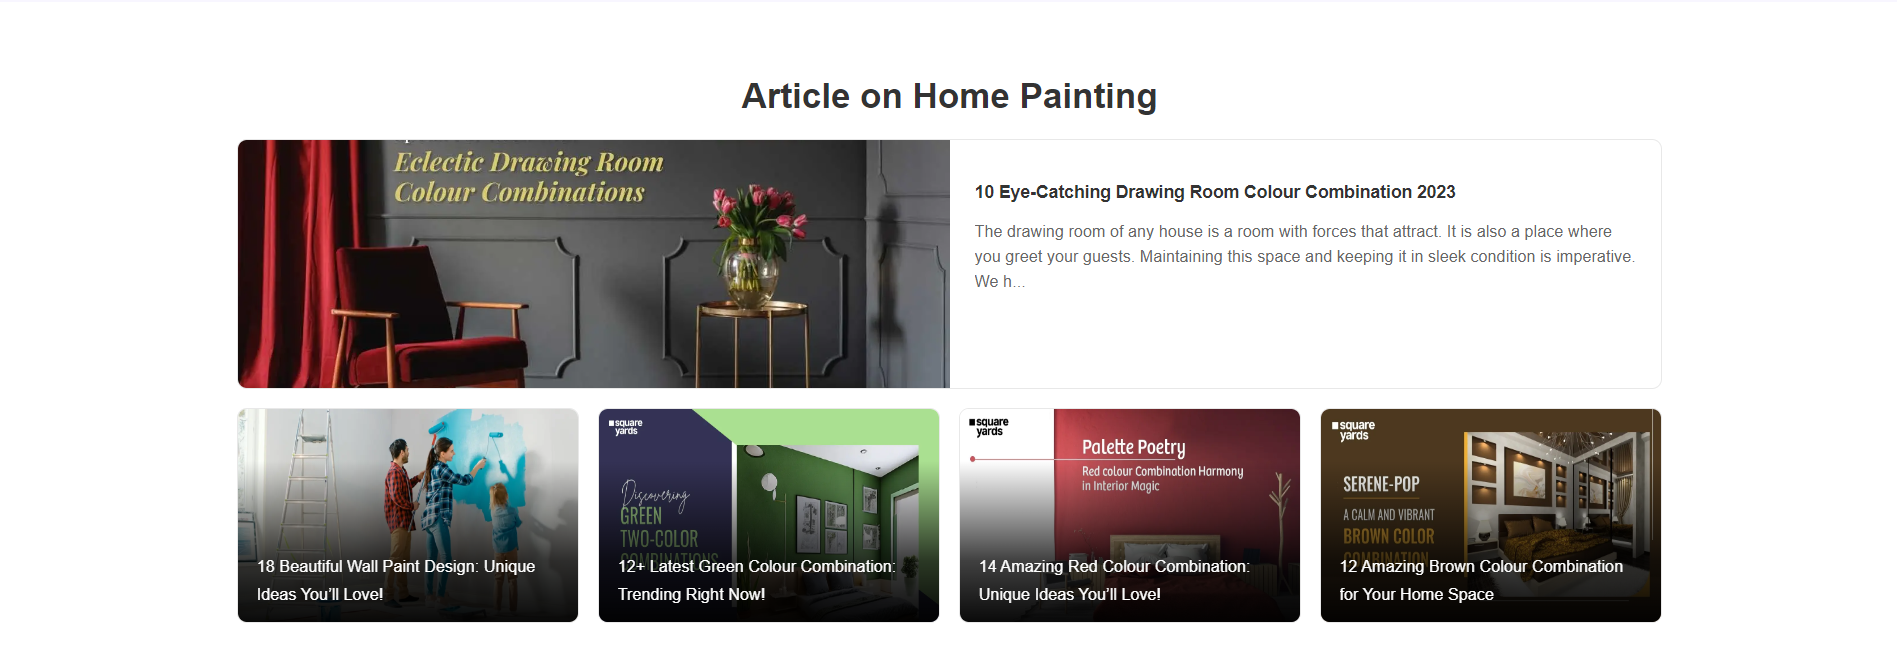 Article on Home Painting
Eclectic Drawing Room
Colour Combinations
10 Eye-Catching Drawing Room Colour Combination 2023
The drawing room of any house is a room with forces that attract. It is also a place where
you greet your guests. Maintaining this space and keeping it in sleek condition is imperative.
We h...
18 Beautiful Wall Paint Design: Unique
Ideas You’ll Love!
square
yards
Discovering
GREEN
TWO-COLOR
COMBINATIONS
12+ Latest Green Colour Combination:
Trending Right Now!
square
yards
Palette Poetry
Red colour Combination Harmony
in Interior Magic
14 Amazing Red Colour Combination:
Unique Ideas You’ll Love!
square
yards
SERENE-POP
A CALM AND VIBRANT
BROWN COLOR
COMBINATION
12 Amazing Brown Colour Combination
for Your Home Space